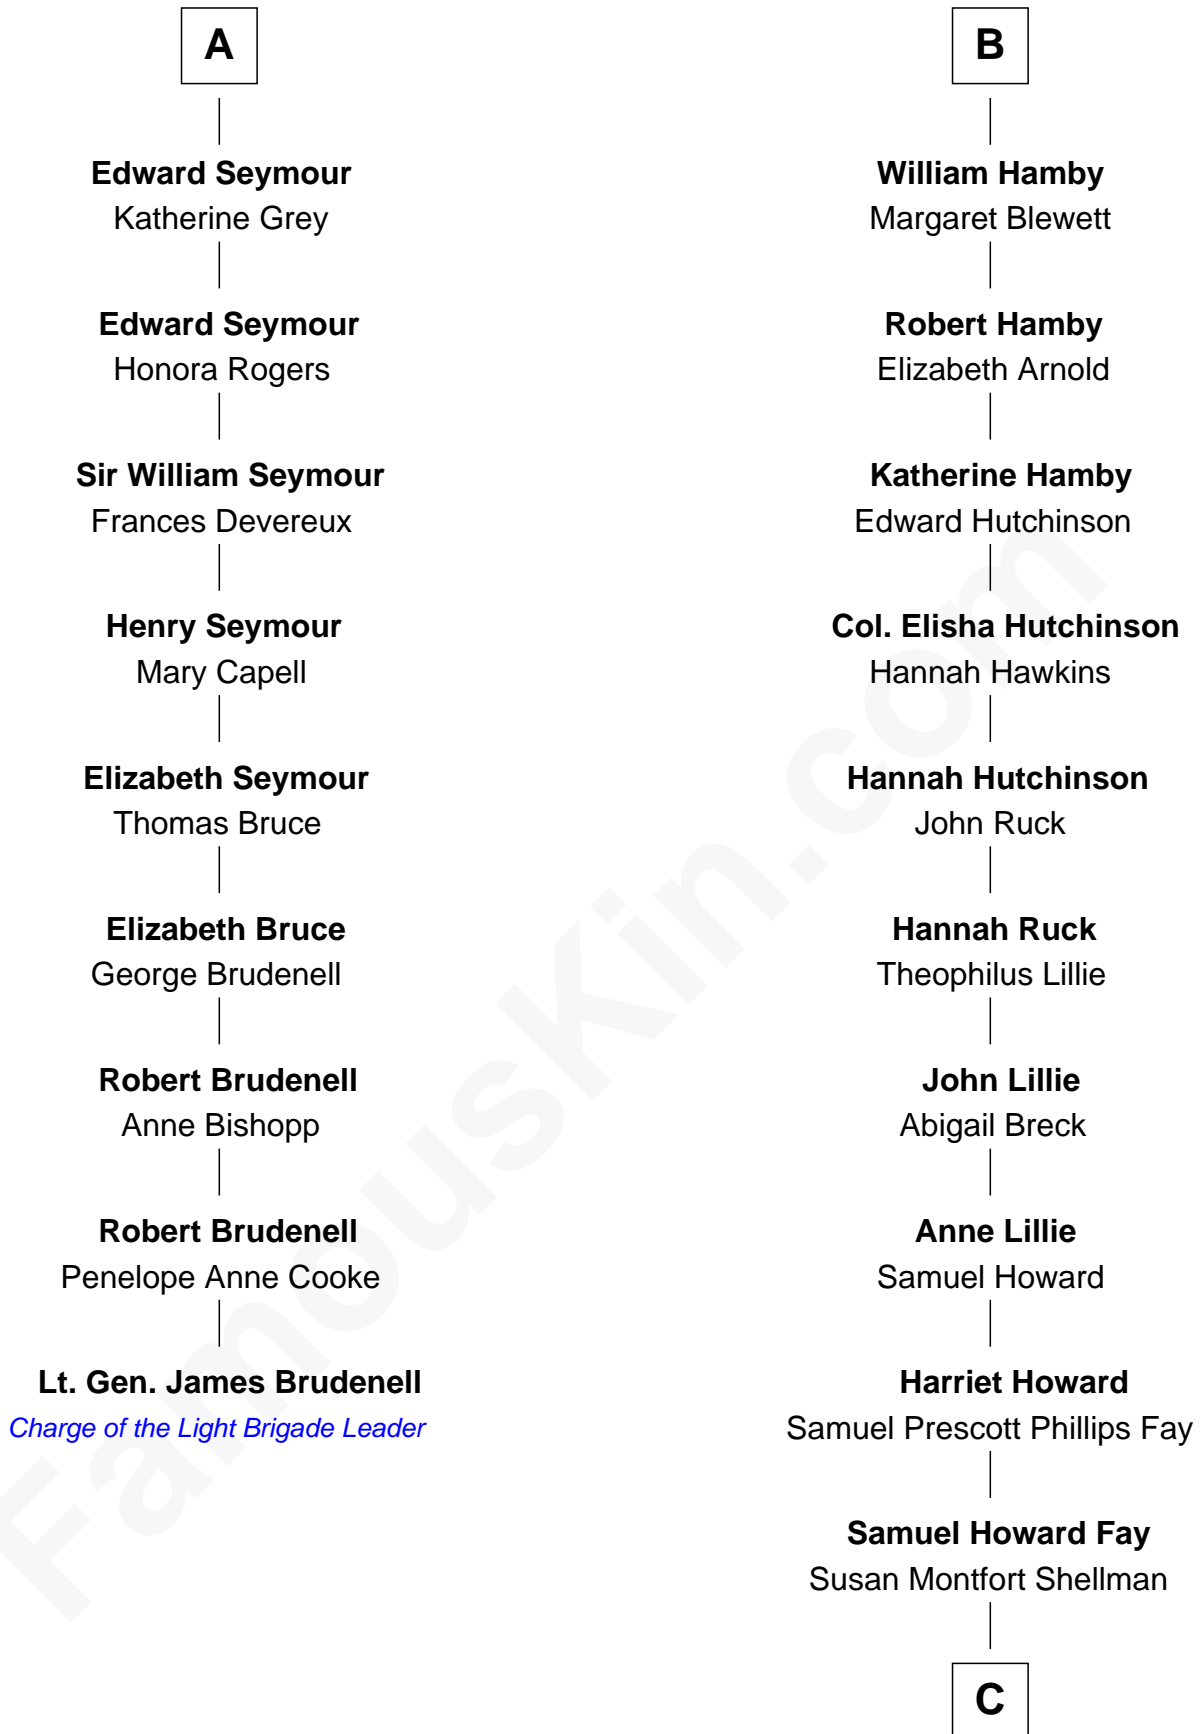 A
Edward Seymour
Katherine Grey
Edward Seymour
Honora Rogers
Sir William Seymour
Frances Devereux
Henry Seymour
Mary Capell
Elizabeth Seymour
Thomas Bruce
Elizabeth Bruce
George Brudenell
Robert Brudenell
Anne Bishopp
Robert Brudenell
Penelope Anne Cooke
Lt. Gen. James Brudenell
Charge of the Light Brigade Leader
B
William Hamby
Margaret Blewett
Robert Hamby
Elizabeth Arnold
Katherine Hamby
Edward Hutchinson
Col. Elisha Hutchinson
Hannah Hawkins
Hannah Hutchinson
John Ruck
Hannah Ruck
Theophilus Lillie
John Lillie
Abigail Breck
Anne Lillie
Samuel Howard
Harriet Howard
Samuel Prescott Phillips Fay
Samuel Howard Fay
Susan Montfort Shellman
C
FamousKin.com